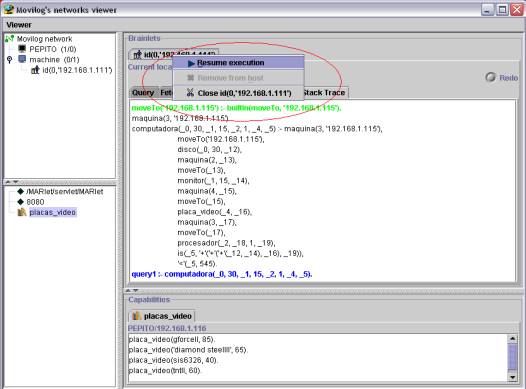 Movilog's networks viewer
Viewer
Movilog network
PEPITO (1/0)
machine (0/1)
id(0,'192.168.1.111')
/MARlet/servlet/MARlet
8080
placas_video
Brainlets
id(0,'192.168.1.111')
Current loca
Redo
Resume execution
Remove from host
Close id(0,'192.168.1.111')
Query
Stack Trace
moveTo('192.168.1.115') :- builtin(moveTo, '192.168.1.115').
maquina(3, '192.168.1.115').
computadora(_0, 30, _1, 15, _2, 1, _4, _5) :- maquina(3, '192.168.1.115'),
moveTo('192.168.1.115'),
disco(_0, 30, _12),
maquina(2, _13),
moveTo(_13),
monitor(_1, 15, _14),
maquina(4, _15),
moveTo(_15),
placa_video(_4, _16),
maquina(3, _17),
moveTo(_17),
procesador(_2, _18, 1, _19),
is(_5, '+'('+'('+'(_12, _14), _16), _19)),
'<'(_5, 545).
query1 :- computadora(_0, 30, _1, 15, _2, 1, _4, _5).
Capabilities
placas_video
PEPITO/192.168.1.116
placa_video(gforceII, 85).
placa_video('diamond steelIII', 65).
placa_video(sis6326, 40).
placa_video(tntII, 60).